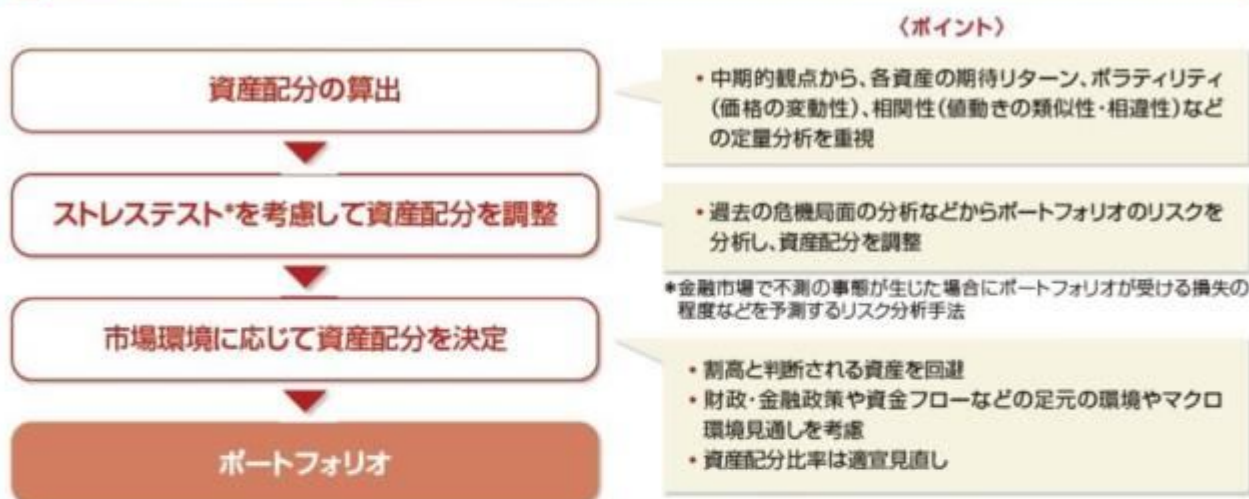 〈ポイント〉
資産配分の算出
• 中期的観点から、各資産の期待リターン、ボラティリティ
(価格の変動性)、相関性(値動きの類似性・相違性)など
の定量分析を重視
ストレステスト*を考慮して資産配分を調整
• 過去の危機局面の分析などからポートフォリオのリスクを
分析し、資産配分を調整
*金融市場で不測の事態が生じた場合にポートフォリオが受ける損失の
程度などを予測するリスク分析手法
市場環境に応じて資産配分を決定
• 割高と判断される資産を回避
• 財政・金融政策や資金フローなどの足元の環境やマクロ
環境見通しを考慮
• 資産配分比率は適宜見直し
ポートフォリオ